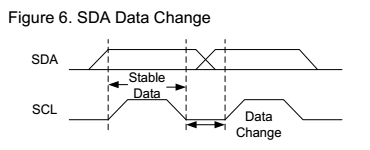 Figure 6. SDA Data Change
SDA
Stable
Data
SCL
Data
Change